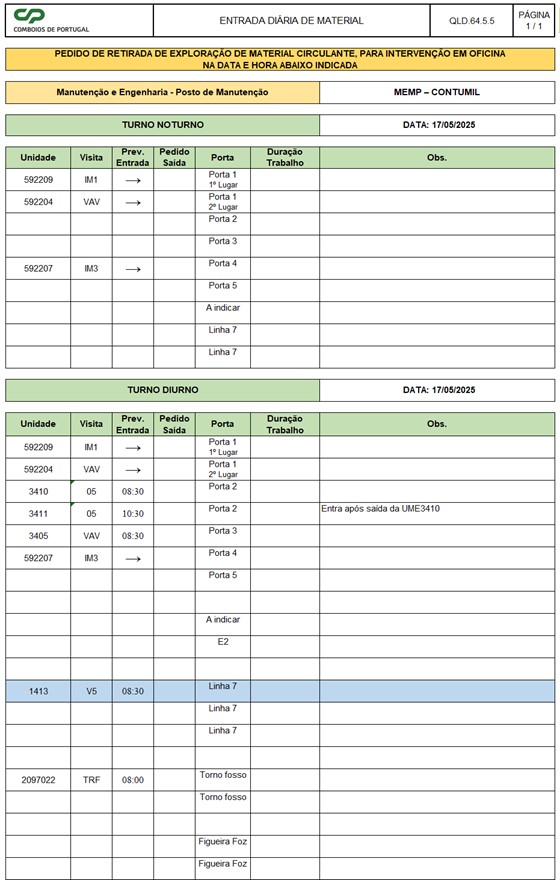 CP
COMBOIOS DE PORTUGAL
ENTRADA DIÁRIA DE MATERIAL
QLD.64.5.5
PÁGINA
1 / 1
PEDIDO DE RETIRADA DE EXPLORAÇÃO DE MATERIAL CIRCULANTE, PARA INTERVENÇÃO EM OFICINA
NA DATA E HORA ABAIXO INDICADA
Manutenção e Engenharia - Posto de Manutenção
MEMP – CONTUMIL
TURNO NOTURNO
DATA: 17/05/2025
Unidade Visita Prev. Entrada Pedido Saída Porta Duração Trabalho Obs.
592209 IM1 → Porta 1 1º Lugar
592204 VAV → Porta 1 2º Lugar
Porta 2
Porta 3
592207 IM3 → Porta 4
Porta 5
A indicar
Linha 7
Linha 7
TURNO DIURNO
DATA: 17/05/2025
Unidade Visita Prev. Entrada Pedido Saída Porta Duração Trabalho Obs.
592209 IM1 → Porta 1 1º Lugar
592204 VAV → Porta 1 2º Lugar
3410 05 08:30 Porta 2
3411 05 10:30 Porta 2 Entra após saída da UME3410
3405 VAV 08:30 Porta 3
592207 IM3 → Porta 4
Porta 5
A indicar
E2
1413 V5 08:30 Linha 7
Linha 7
Linha 7
2097022 TRF 08:00 Torno fosso
Torno fosso
Figueira Foz
Figueira Foz